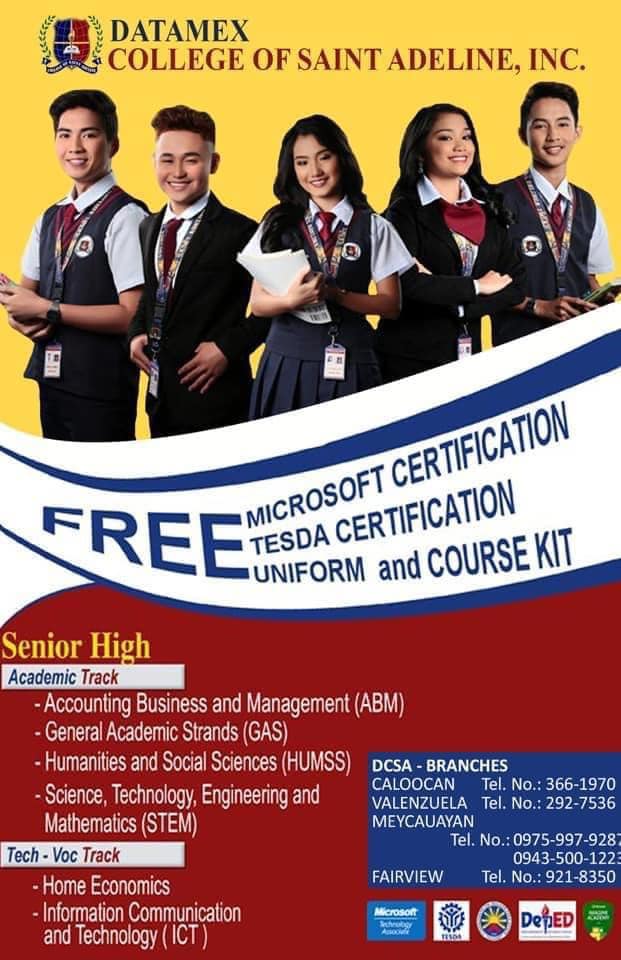 DATAMEX
COLLEGE OF SAINT ADELINE, INC.
FREE
MICROSOFT CERTIFICATION
TESDA CERTIFICATION
UNIFORM and COURSE KIT
Senior High
Academic Track
- Accounting Business and Management (ABM)
- General Academic Strands (GAS)
- Humanities and Social Sciences (HUMSS)
- Science, Technology, Engineering and
Mathematics (STEM)
Tech - Voc Track
- Home Economics
- Information Communication
and Technology ( ICT )
DCSA - BRANCHES
CALOOCAN Tel. No.: 366-1970
VALENZUELA Tel. No.: 292-7536
MEYCAUAYAN
Tel. No.: 0975-997-9287
0943-500-1223
FAIRVIEW Tel. No.: 921-8350
Microsoft
Technology
Associate
TESDA
DepED
IMAGINE
ACADEMY